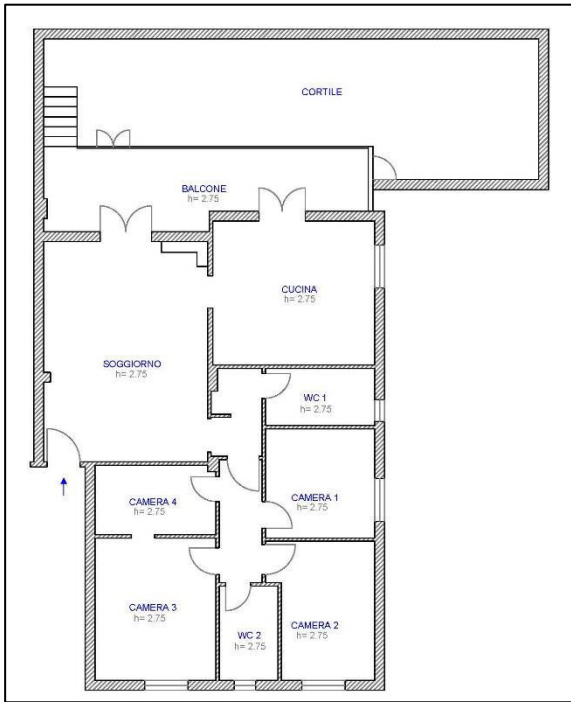 CORTILE
BALCONE
h= 2.75
CUCINA
h= 2.75
SOGGIORNO
h= 2.75
WC 1
h= 2.75
CAMERA 4
h= 2.75
CAMERA 1
h= 2.75
CAMERA 3
h= 2.75
WC 2
h= 2.75
CAMERA 2
h= 2.75